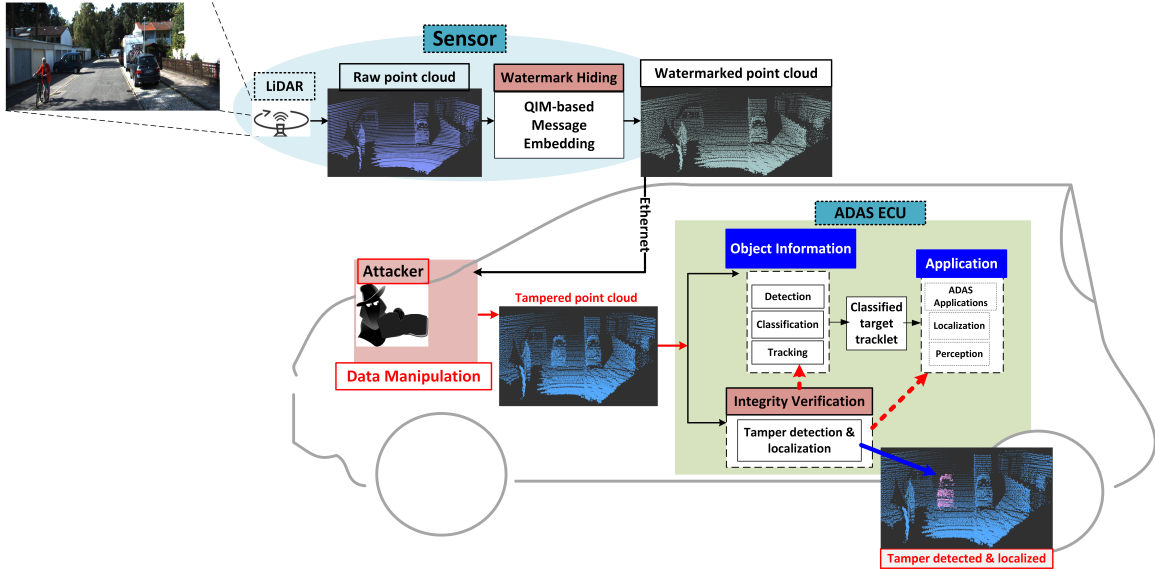 Sensor
LiDAR
Raw point cloud
Watermark Hiding
QIM-based
Message
Embedding
Watermarked point cloud
Ethernet
ADAS ECU
Object Information
Detection
Classification
Tracking
Classified
target
tracklet
Application
ADAS
Applications
Localization
Perception
Attacker
Data Manipulation
Tampered point cloud
Integrity Verification
Tamper detection &
localization
Tamper detected & localized